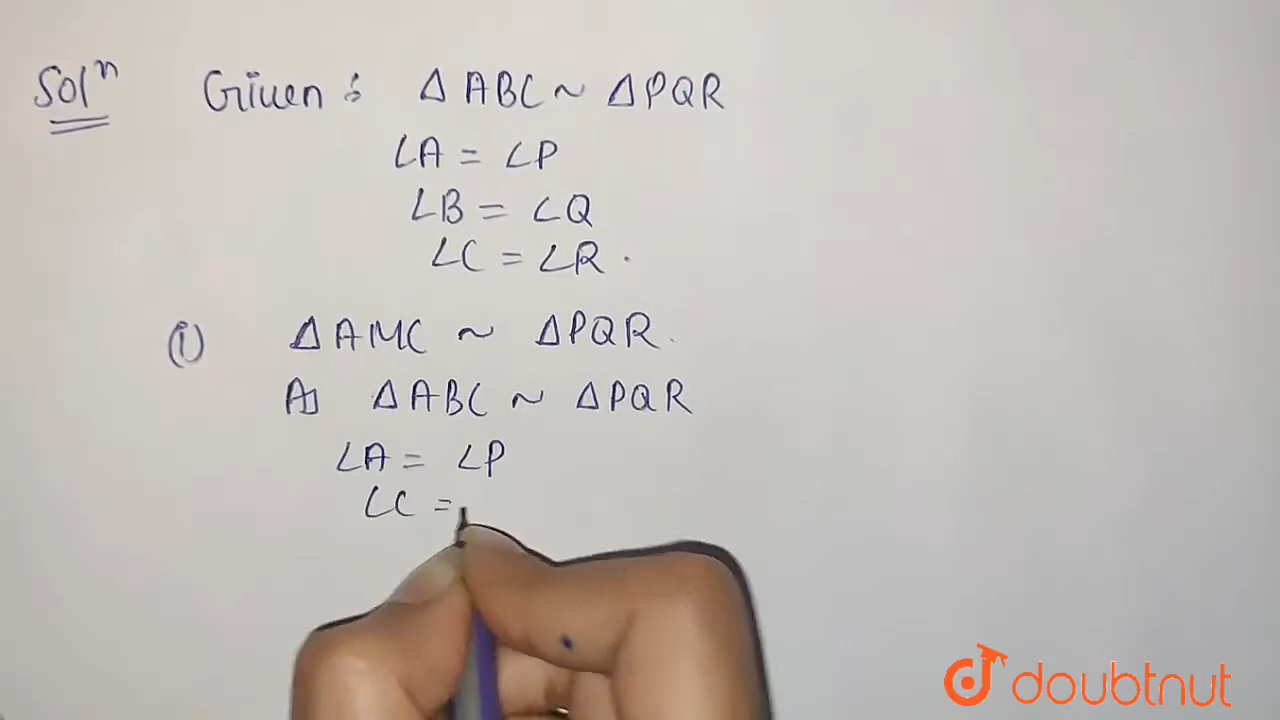 Solⁿ Given : △ABC ~ △PQR
∠A = ∠P
∠B = ∠Q
∠C = ∠R .
(i) △AMC ~ △PQR.
As △ABC ~ △PQR
∠A = ∠P
∠C =
doubtnut